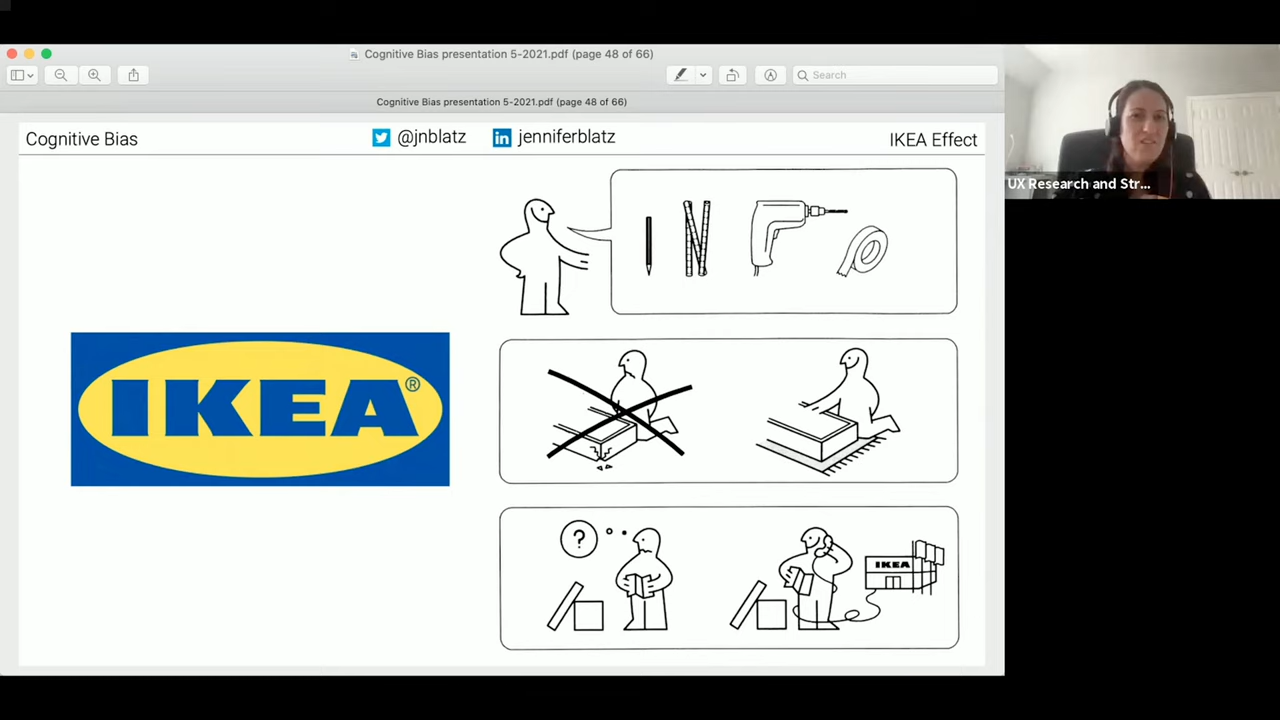 Cognitive Bias presentation 5-2021.pdf (page 48 of 66)
Search
Cognitive Bias presentation 5-2021.pdf (page 48 of 66)
Cognitive Bias
@jnblatz
in jenniferblatz
IKEA Effect
UX Research and Str...
IKEA®
?
IKEA